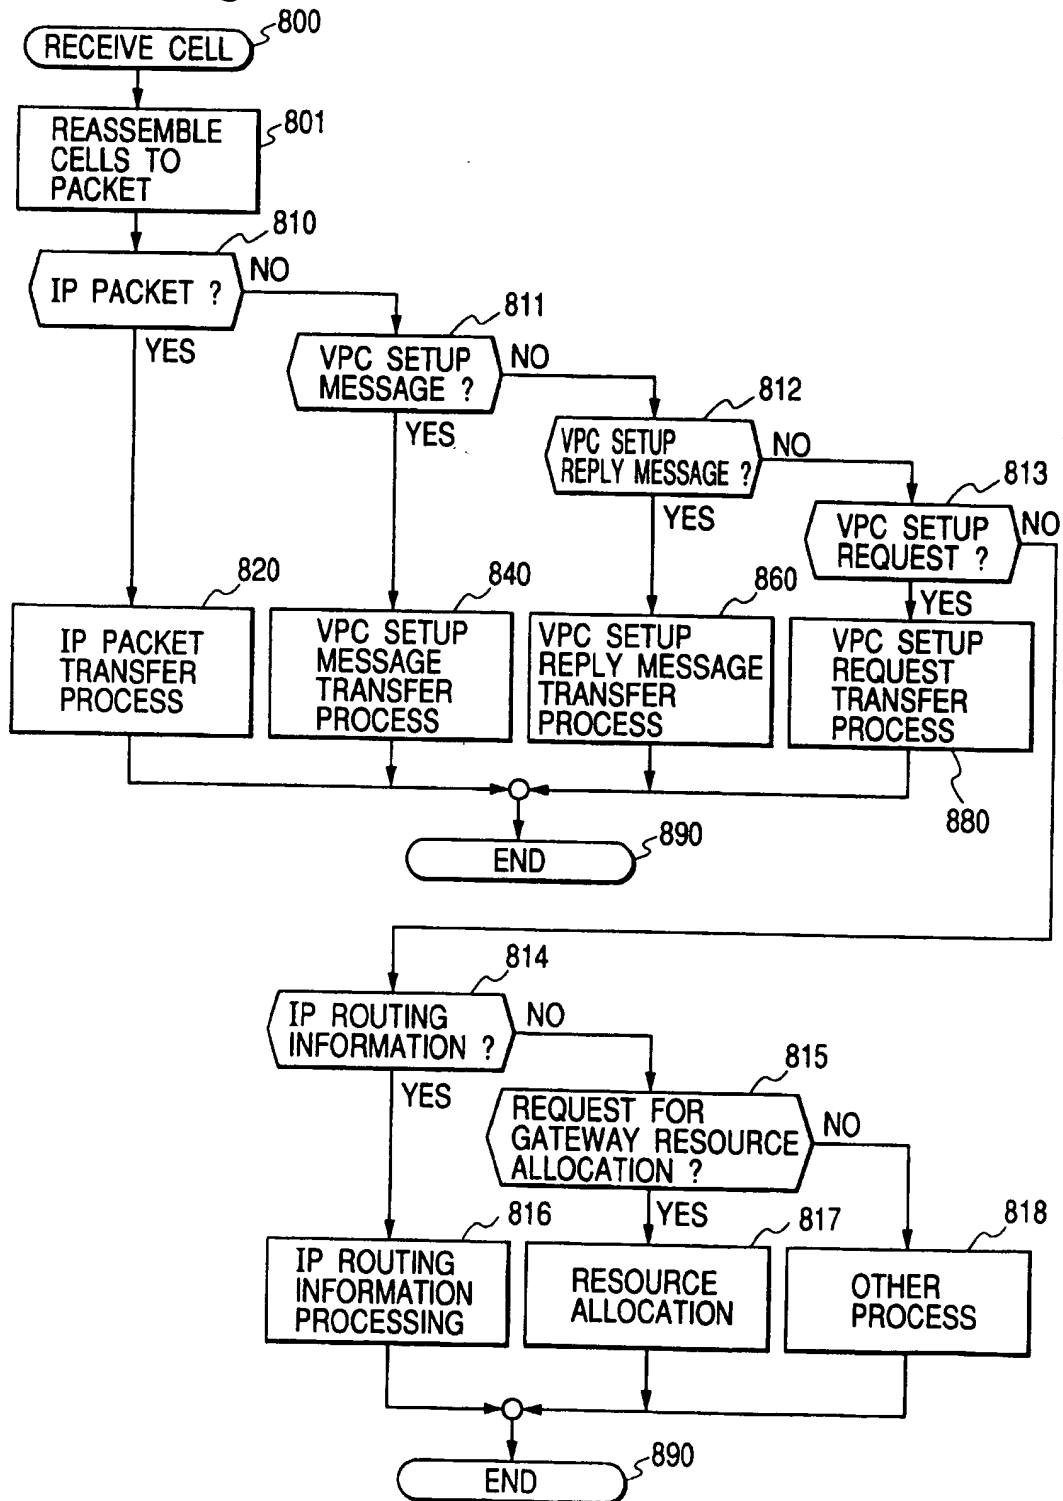 800
RECEIVE CELL
801
REASSEMBLE
CELLS TO
PACKET
810
IP PACKET ?
NO
YES
811
VPC SETUP
MESSAGE ?
NO
YES
812
VPC SETUP
REPLY MESSAGE ?
NO
YES
813
VPC SETUP
REQUEST ?
NO
YES
820
IP PACKET
TRANSFER
PROCESS
840
VPC SETUP
MESSAGE
TRANSFER
PROCESS
860
VPC SETUP
REPLY MESSAGE
TRANSFER
PROCESS
VPC SETUP
REQUEST
TRANSFER
PROCESS
880
890
END
814
IP ROUTING
INFORMATION ?
NO
YES
815
REQUEST FOR
GATEWAY RESOURCE
ALLOCATION ?
NO
YES
816
IP ROUTING
INFORMATION
PROCESSING
817
RESOURCE
ALLOCATION
818
OTHER
PROCESS
890
END